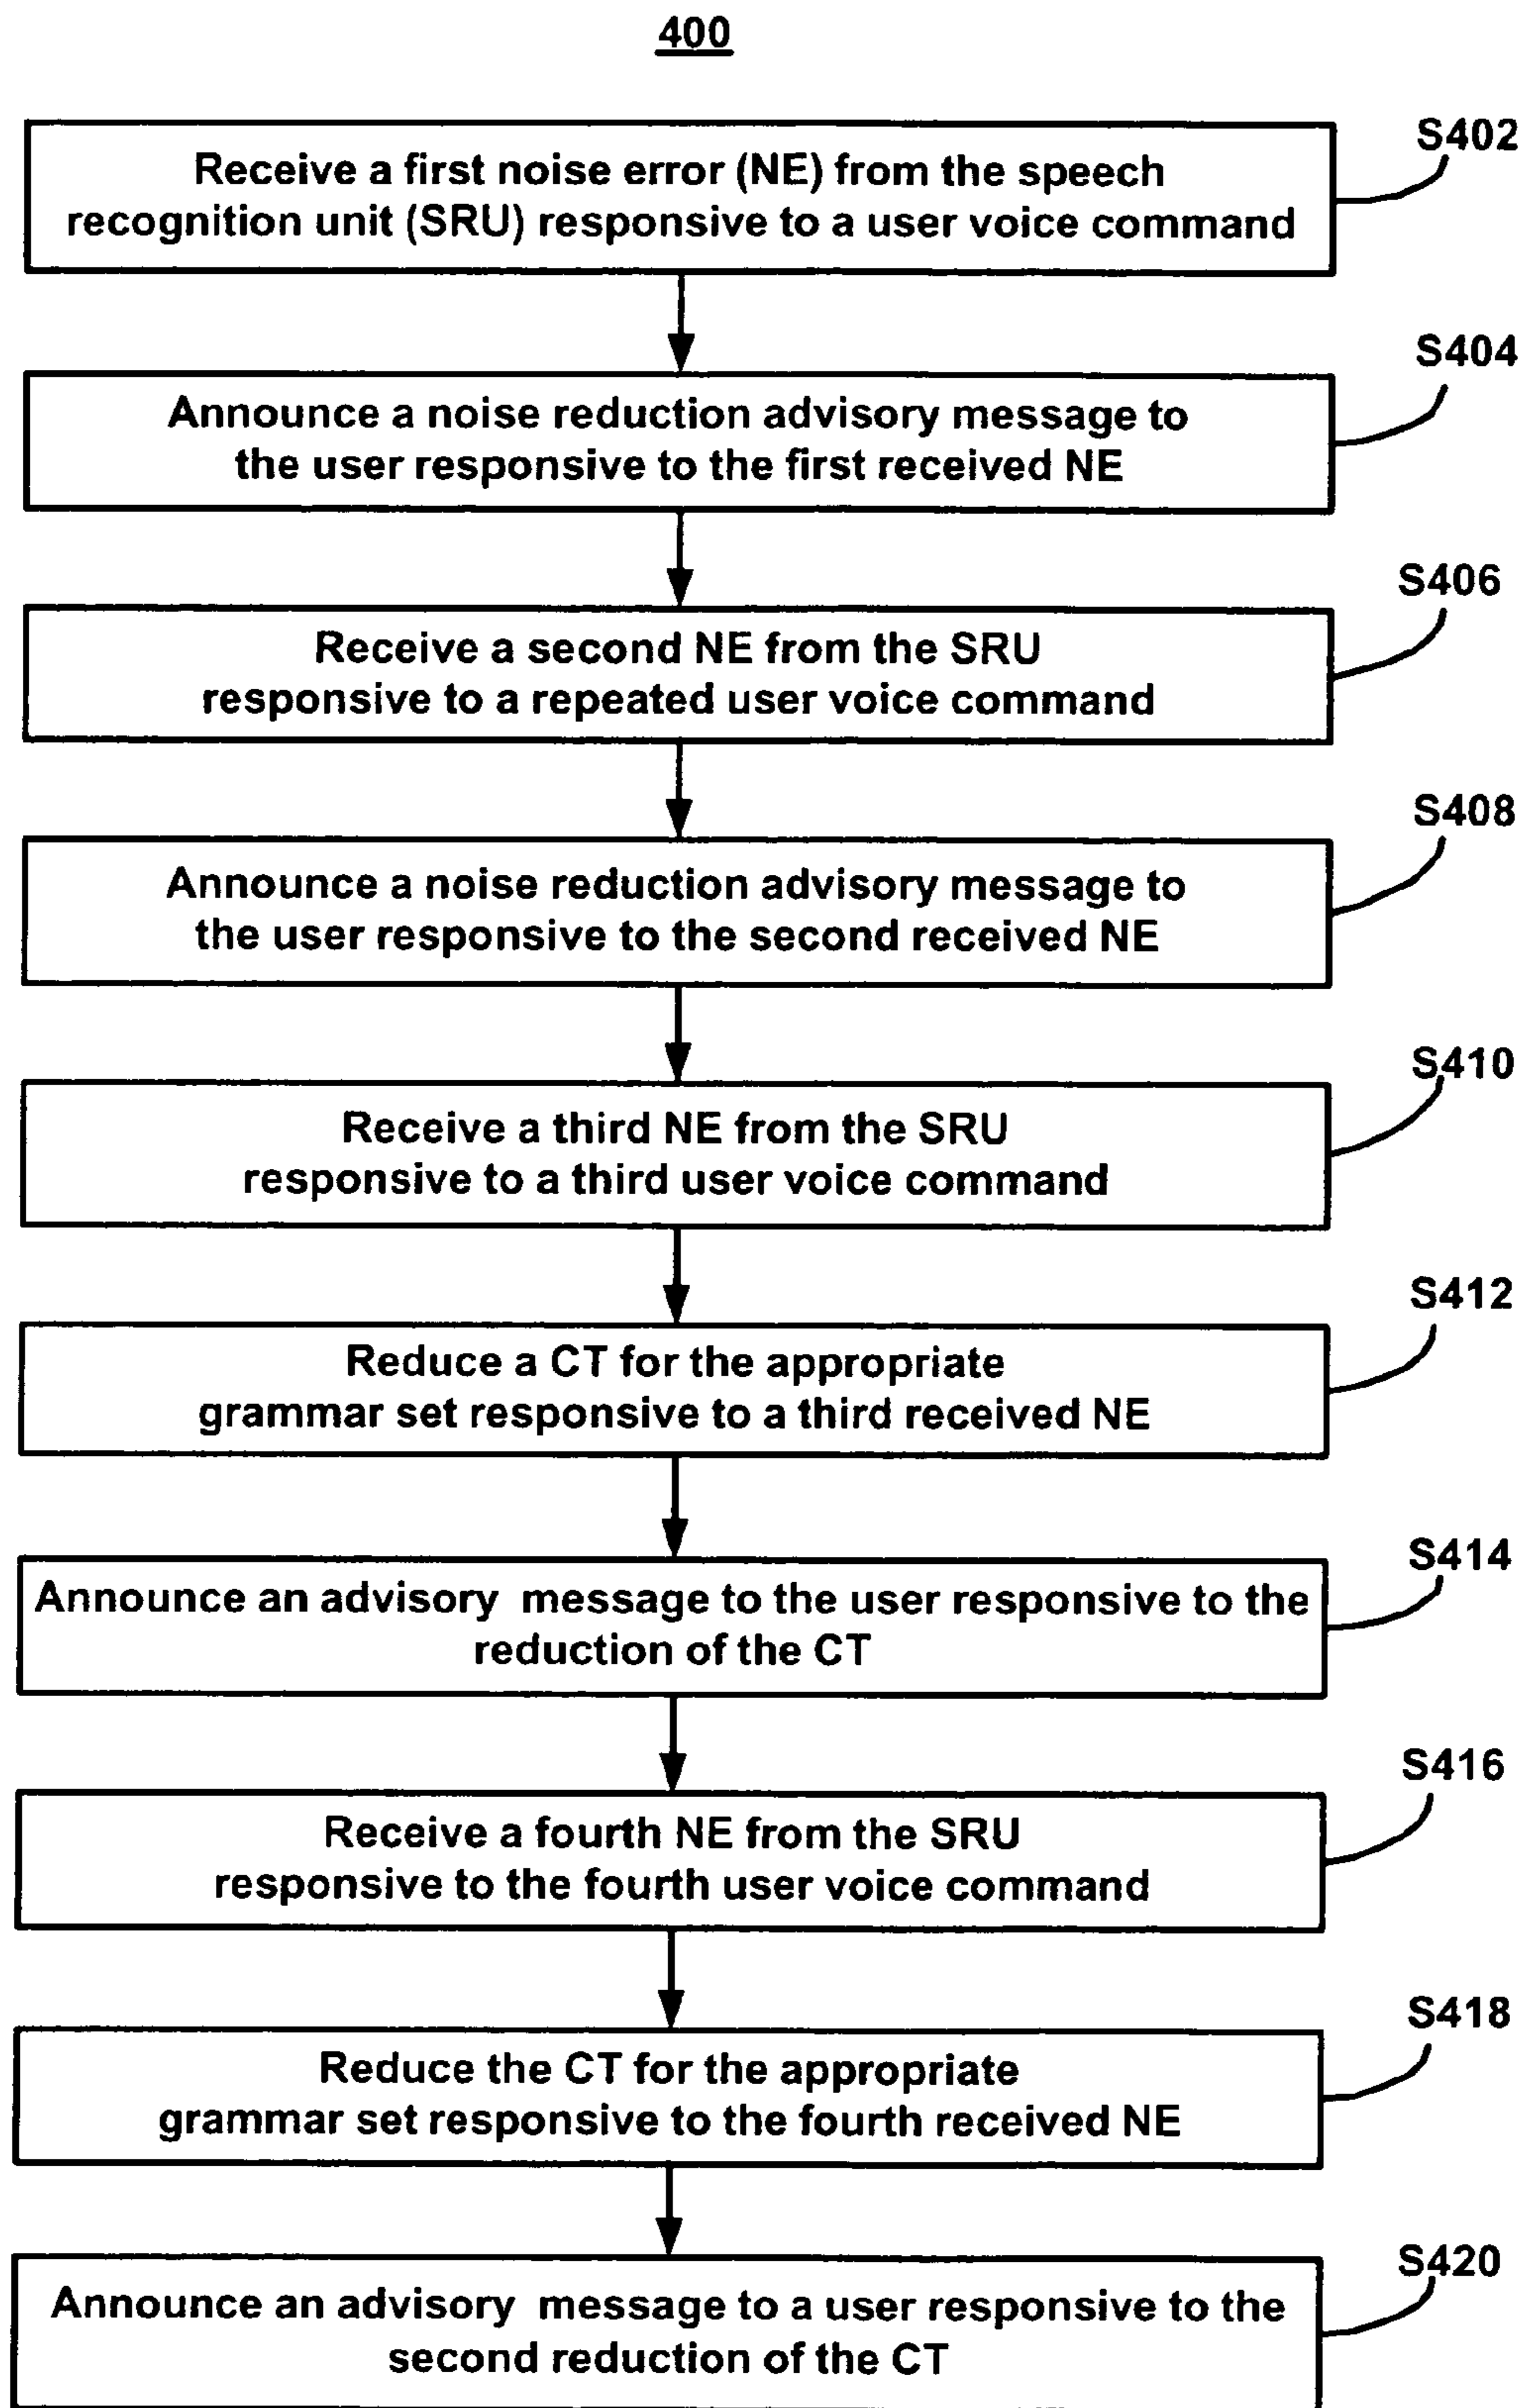 400
S402
Receive a first noise error (NE) from the speech
recognition unit (SRU) responsive to a user voice command
S404
Announce a noise reduction advisory message to
the user responsive to the first received NE
S406
Receive a second NE from the SRU
responsive to a repeated user voice command
S408
Announce a noise reduction advisory message to
the user responsive to the second received NE
S410
Receive a third NE from the SRU
responsive to a third user voice command
S412
Reduce a CT for the appropriate
grammar set responsive to a third received NE
S414
Announce an advisory message to the user responsive to the
reduction of the CT
S416
Receive a fourth NE from the SRU
responsive to the fourth user voice command
S418
Reduce the CT for the appropriate
grammar set responsive to the fourth received NE
S420
Announce an advisory message to a user responsive to the
second reduction of the CT